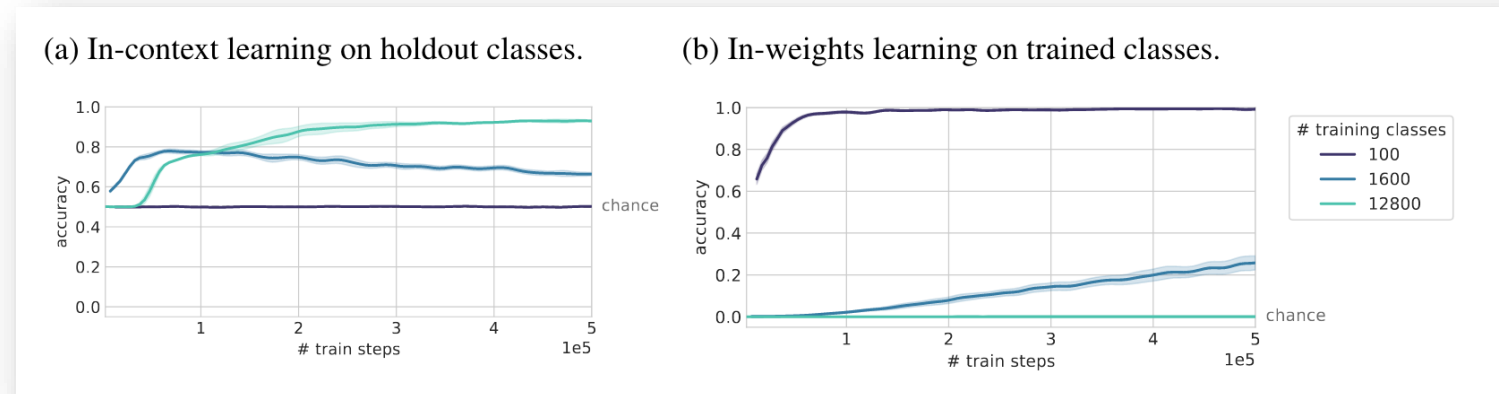 (a) In-context learning on holdout classes.
1.0
0.8
0.6
0.4
0.2
0.0
accuracy
chance
1 2 3 4 5
# train steps
1e5
(b) In-weights learning on trained classes.
1.0
0.8
0.6
0.4
0.2
0.0
accuracy
chance
1 2 3 4 5
# train steps
1e5
# training classes
100
1600
12800